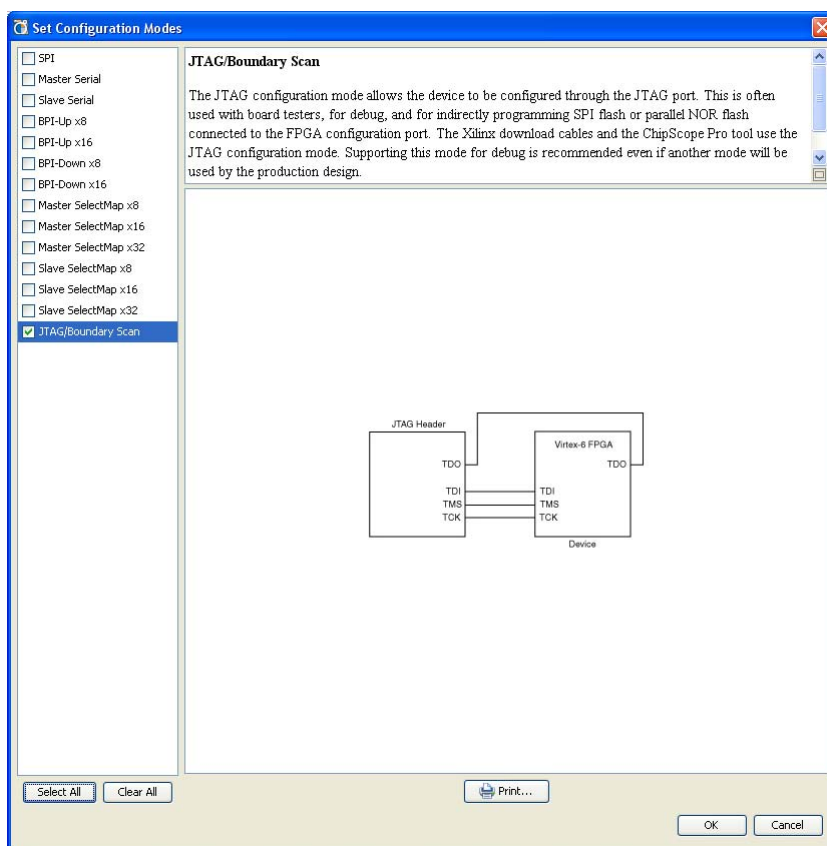 Set Configuration Modes
SPI
Master Serial
Slave Serial
BPI-Up x8
BPI-Up x16
BPI-Down x8
BPI-Down x16
Master SelectMap x8
Master SelectMap x16
Master SelectMap x32
Slave SelectMap x8
Slave SelectMap x16
Slave SelectMap x32
JTAG/Boundary Scan
JTAG/Boundary Scan
The JTAG configuration mode allows the device to be configured through the JTAG port. This is often
used with board testers, for debug, and for indirectly programming SPI flash or parallel NOR flash
connected to the FPGA configuration port. The Xilinx download cables and the ChipScope Pro tool use the
JTAG configuration mode. Supporting this mode for debug is recommended even if another mode will be
used by the production design.
JTAG Header
TDO
TDI
TMS
TCK
Virtex-6 FPGA
TDO
TDI
TMS
TCK
Device
Select All
Clear All
Print...
OK
Cancel